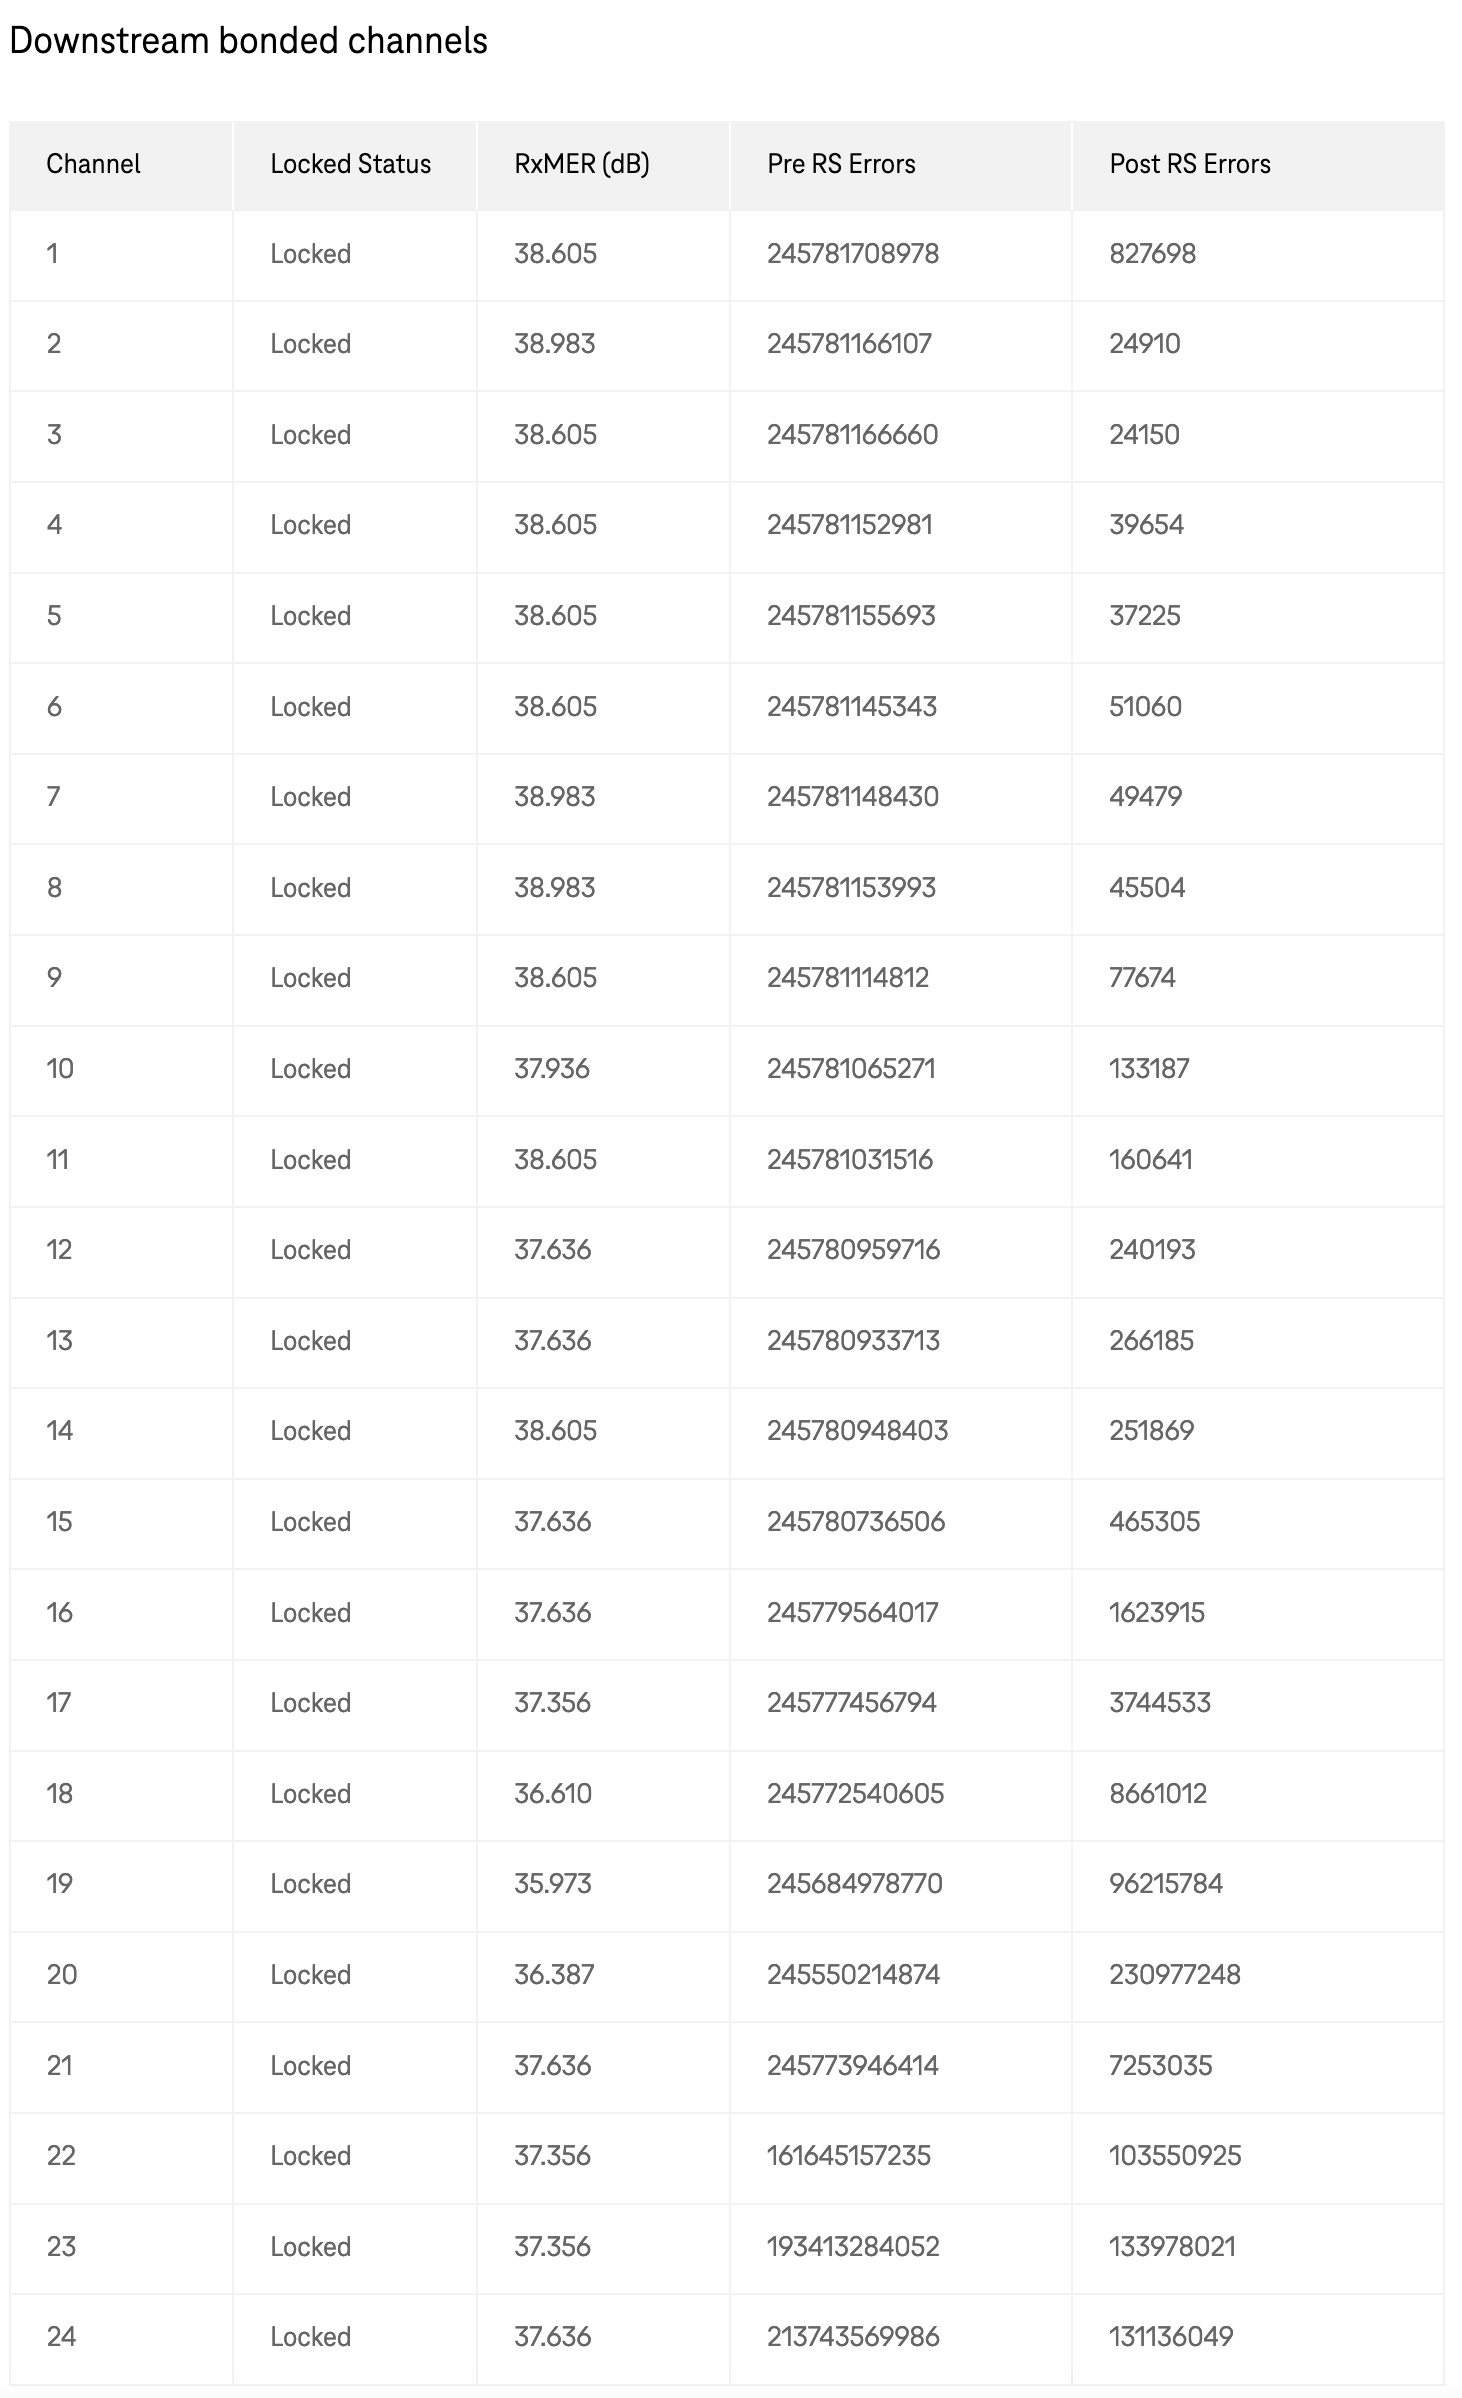 Downstream bonded channels
Channel Locked Status RxMER (dB) Pre RS Errors Post RS Errors
1 Locked 38.605 245781708978 827698
2 Locked 38.983 245781166107 24910
3 Locked 38.605 245781166660 24150
4 Locked 38.605 245781152981 39654
5 Locked 38.605 245781155693 37225
6 Locked 38.605 245781145343 51060
7 Locked 38.983 245781148430 49479
8 Locked 38.983 245781153993 45504
9 Locked 38.605 245781114812 77674
10 Locked 37.936 245781065271 133187
11 Locked 38.605 245781031516 160641
12 Locked 37.636 245780959716 240193
13 Locked 37.636 245780933713 266185
14 Locked 38.605 245780948403 251869
15 Locked 37.636 245780736506 465305
16 Locked 37.636 245779564017 1623915
17 Locked 37.356 245777456794 3744533
18 Locked 36.610 245772540605 8661012
19 Locked 35.973 245684978770 96215784
20 Locked 36.387 245550214874 230977248
21 Locked 37.636 245773946414 7253035
22 Locked 37.356 161645157235 103550925
23 Locked 37.356 193413284052 133978021
24 Locked 37.636 213743569986 131136049